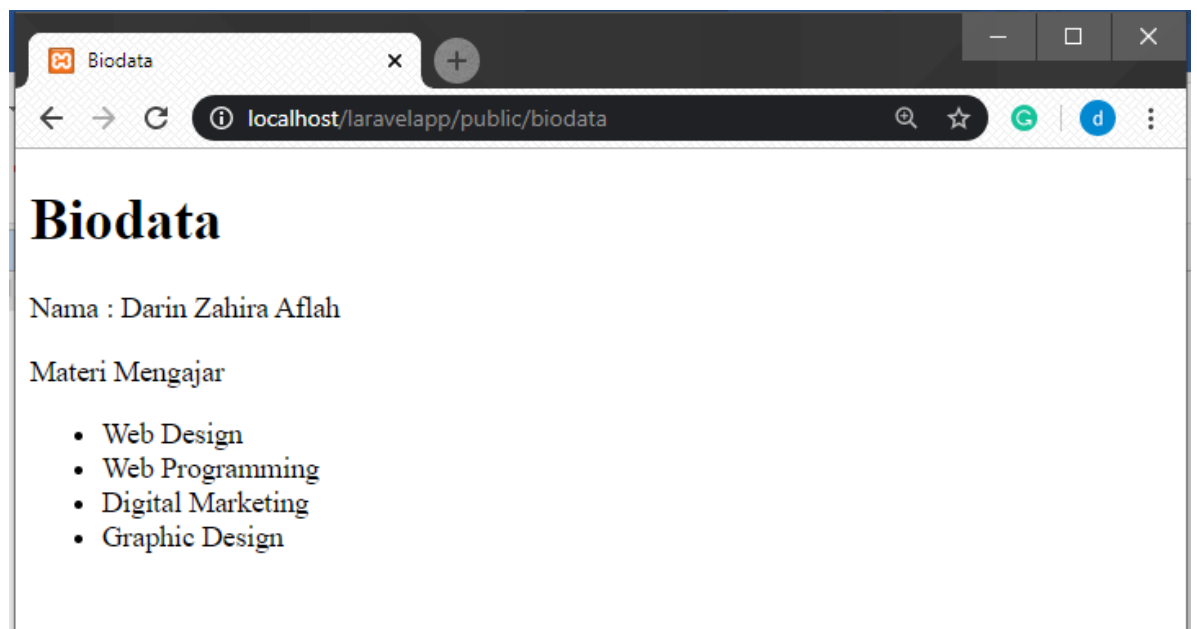 Biodata
localhost/laravelapp/public/biodata
G
d
Biodata
Nama : Darin Zahira Aflah
Materi Mengajar
• Web Design
• Web Programming
• Digital Marketing
• Graphic Design